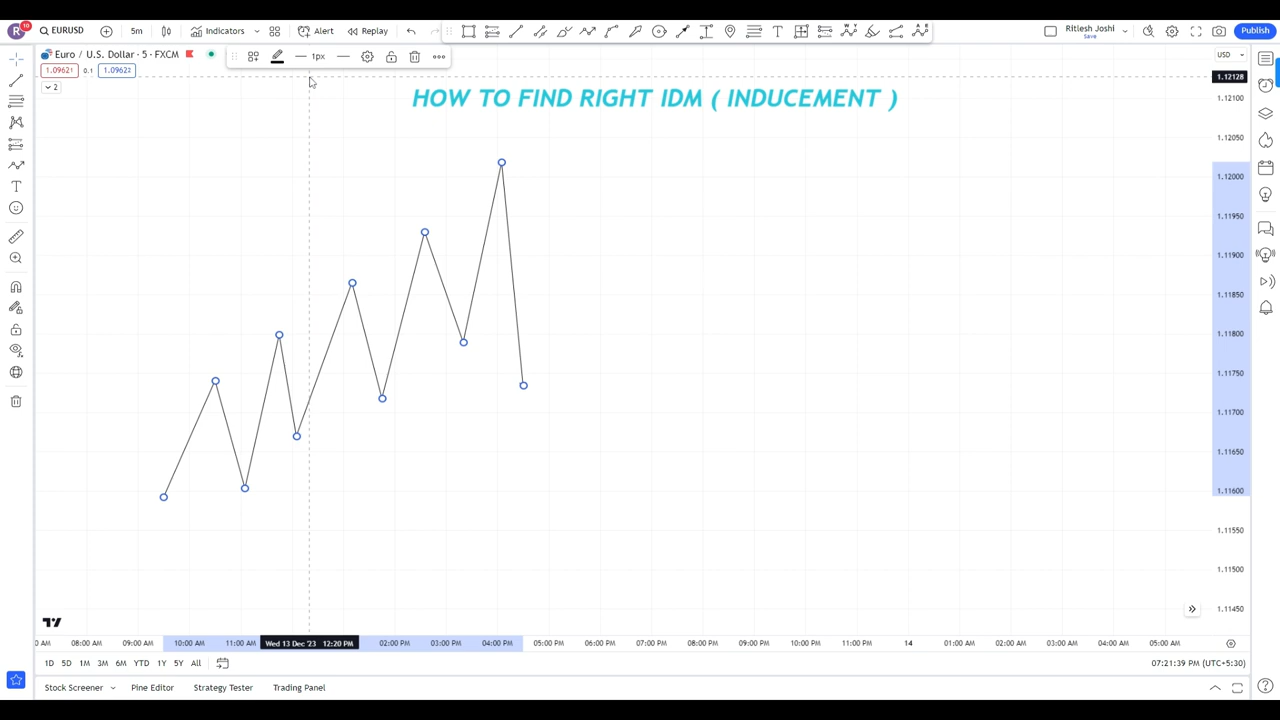 R 10 EURUSD 5m Indicators Alert Replay Ritlesh Joshi Save Publish
Euro / U.S. Dollar · 5 · FXCM 1px USD
1.09621 0.1 1.09622 1.12128
2
HOW TO FIND RIGHT IDM ( INDUCEMENT )
1.12100
1.12050
1.12000
1.11950
1.11900
1.11850
1.11800
1.11750
1.11700
1.11650
1.11600
1.11550
1.11500
1.11450
0 AM 08:00 AM 09:00 AM 10:00 AM 11:00 AM Wed 13 Dec '23 12:20 PM 02:00 PM 03:00 PM 04:00 PM 05:00 PM 06:00 PM 07:00 PM 08:00 PM 09:00 PM 10:00 PM 11:00 PM 14 01:00 AM 02:00 AM 03:00 AM 04:00 AM 05:00 AM
1D 5D 1M 3M 6M YTD 1Y 5Y All 07:21:39 PM (UTC+5:30)
Stock Screener Pine Editor Strategy Tester Trading Panel